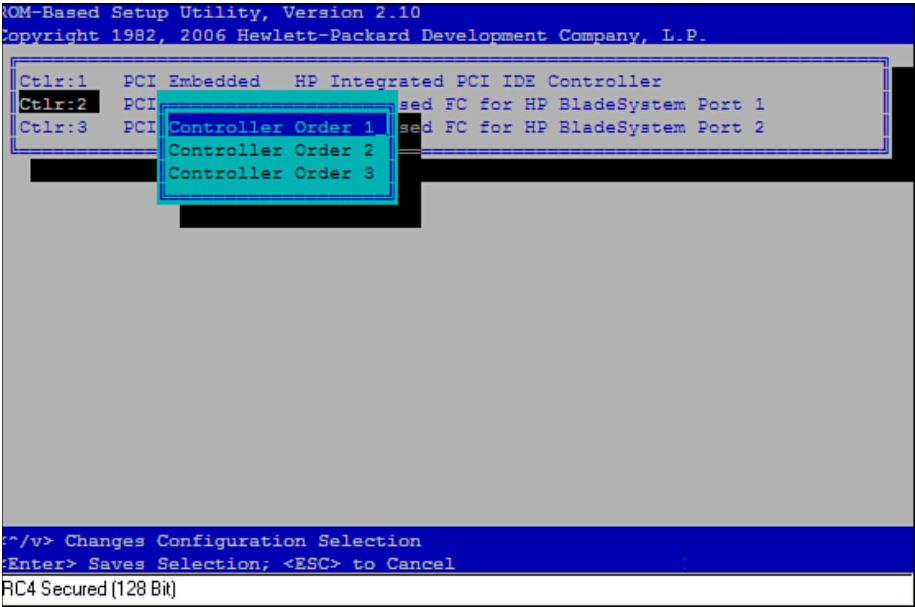 ROM-Based Setup Utility, Version 2.10
Copyright 1982, 2006 Hewlett-Packard Development Company, L.P.
Ctlr:1 PCI Embedded HP Integrated PCI IDE Controller
Ctlr:2 PCI sed FC for HP BladeSystem Port 1
Ctlr:3 PCI sed FC for HP BladeSystem Port 2
Controller Order 1
Controller Order 2
Controller Order 3
<^/v> Changes Configuration Selection
<Enter> Saves Selection; <ESC> to Cancel
RC4 Secured (128 Bit)